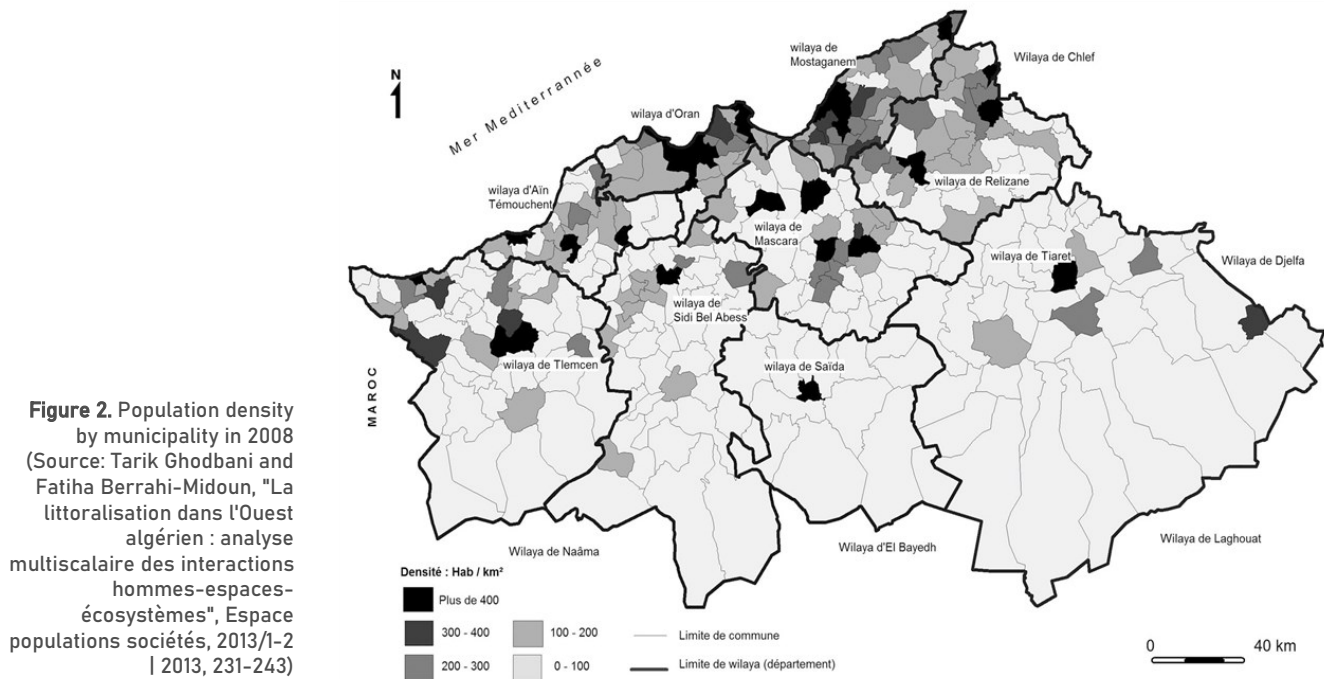 Figure 2. Population density
by municipality in 2008
(Source: Tarik Ghodbani and
Fatiha Berrahi-Midoun, "La
littoralisation dans l'Ouest
algérien : analyse
multiscalaire des interactions
hommes-espaces-
écosystèmes", Espace
populations sociétés, 2013/1-2
| 2013, 231-243)
N
Mer Mediterrannée
wilaya de
Mostaganem
Wilaya de Chlef
wilaya d'Oran
wilaya d'Aïn
Témouchent
wilaya de Relizane
wilaya de
Mascara
wilaya de Tiaret
Wilaya de Djelfa
wilaya de
Sidi Bel Abess
wilaya de Tlemcen
wilaya de Saïda
MAROC
Wilaya de Naâma
Wilaya d'El Bayedh
Wilaya de Laghouat
Densité : Hab / km²
Plus de 400
300 - 400
100 - 200
Limite de commune
200 - 300
0 - 100
Limite de wilaya (département)
0 40 km